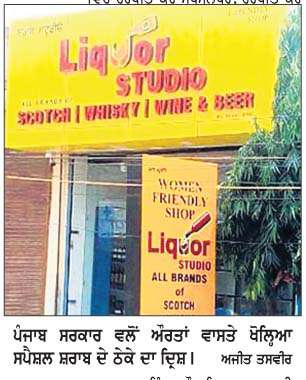 Liquor
STUDIO
ALL BRANDS of
SCOTCH | WHISKY | WINE & BEER
WOMEN
FRIENDLY
SHOP
Liquor
STUDIO
ALL BRANDS
of
SCOTCH
ਪੰਜਾਬ ਸਰਕਾਰ ਵਲੋਂ ਔਰਤਾਂ ਵਾਸਤੇ ਖੋਲ੍ਹਿਆ
ਸਪੈਸ਼ਲ ਸ਼ਰਾਬ ਦੇ ਠੇਕੇ ਦਾ ਦ੍ਰਿਸ਼। ਅਜੀਤ ਤਸਵੀਰ